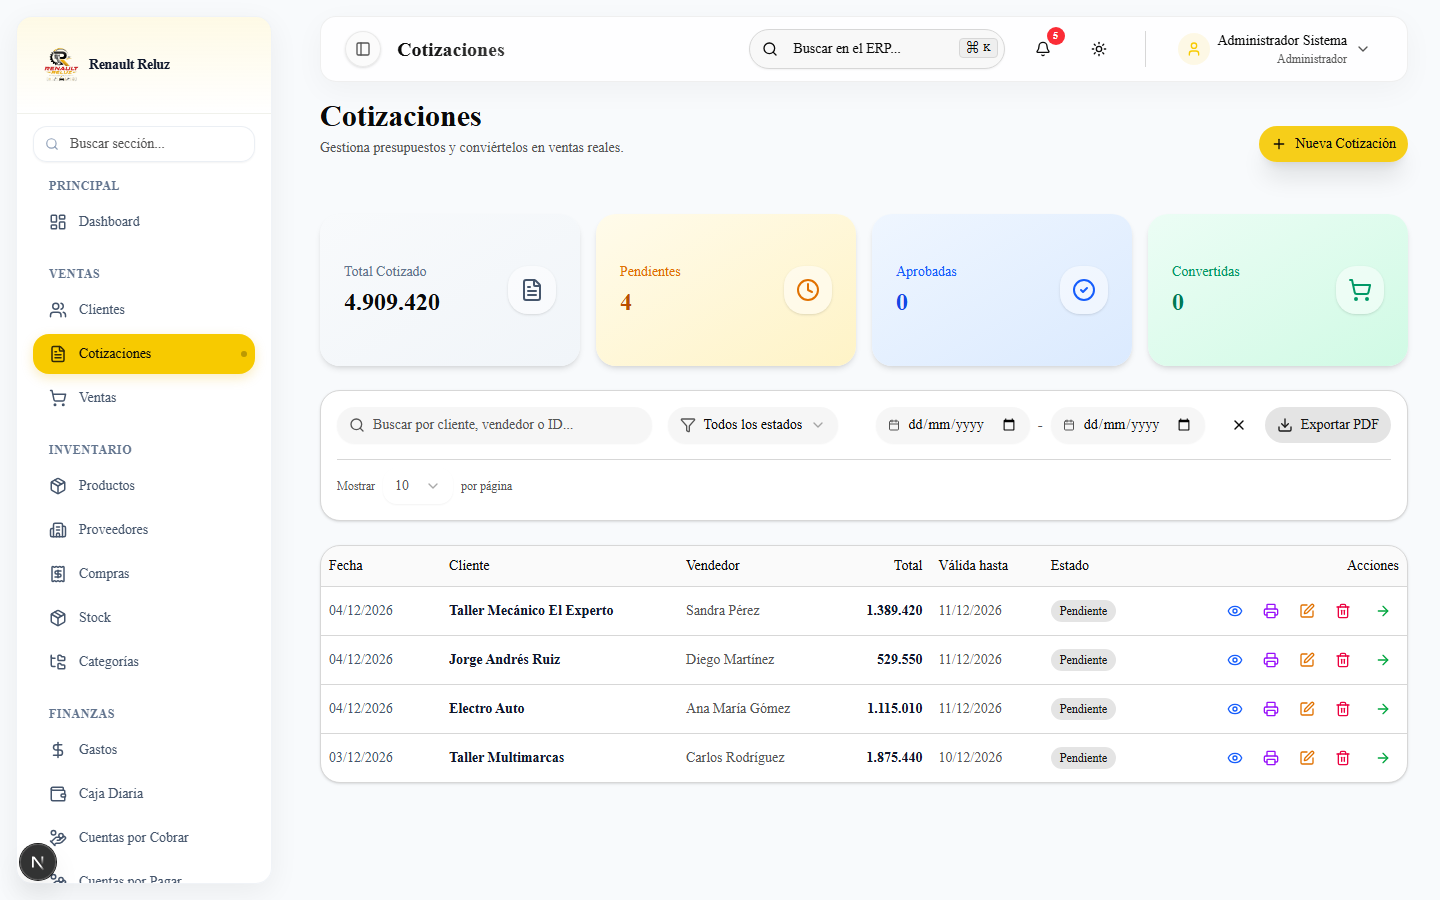 Renault Reluz
Buscar sección...
PRINCIPAL
Dashboard
VENTAS
Clientes
Cotizaciones
Ventas
INVENTARIO
Productos
Proveedores
Compras
Stock
Categorías
FINANZAS
Gastos
Caja Diaria
Cuentas por Cobrar
Cuentas por Pagar
N
Cotizaciones
Buscar en el ERP...
⌘ K
5
Administrador Sistema
Administrador
Cotizaciones
Gestiona presupuestos y conviértelos en ventas reales.
Nueva Cotización
Total Cotizado
4.909.420
Pendientes
4
Aprobadas
0
Convertidas
0
Buscar por cliente, vendedor o ID...
Todos los estados
dd/mm/yyyy - dd/mm/yyyy
Exportar PDF
Mostrar 10 por página
Fecha Cliente Vendedor Total Válida hasta Estado Acciones
04/12/2026 Taller Mecánico El Experto Sandra Pérez 1.389.420 11/12/2026 Pendiente
04/12/2026 Jorge Andrés Ruiz Diego Martínez 529.550 11/12/2026 Pendiente
04/12/2026 Electro Auto Ana María Gómez 1.115.010 11/12/2026 Pendiente
03/12/2026 Taller Multimarcas Carlos Rodríguez 1.875.440 10/12/2026 Pendiente